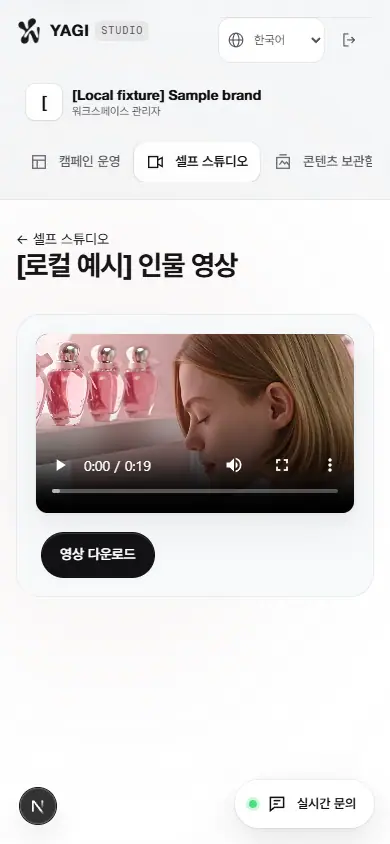 YAGI STUDIO
한국어
[
[Local fixture] Sample brand
워크스페이스 관리자
캠페인 운영
셀프 스튜디오
콘텐츠 보관함
← 셀프 스튜디오
[로컬 예시] 인물 영상
0:00 / 0:19
영상 다운로드
N
실시간 문의